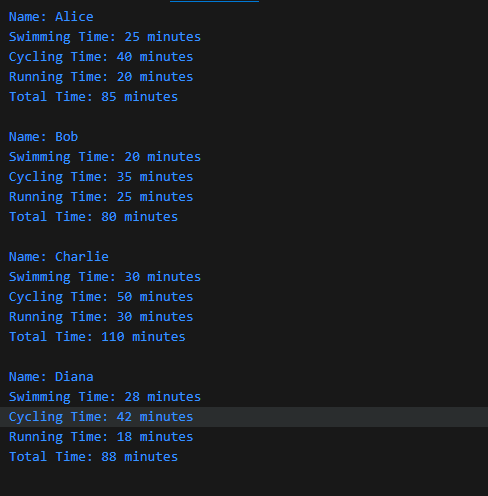 Name: Alice
Swimming Time: 25 minutes
Cycling Time: 40 minutes
Running Time: 20 minutes
Total Time: 85 minutes
Name: Bob
Swimming Time: 20 minutes
Cycling Time: 35 minutes
Running Time: 25 minutes
Total Time: 80 minutes
Name: Charlie
Swimming Time: 30 minutes
Cycling Time: 50 minutes
Running Time: 30 minutes
Total Time: 110 minutes
Name: Diana
Swimming Time: 28 minutes
Cycling Time: 42 minutes
Running Time: 18 minutes
Total Time: 88 minutes